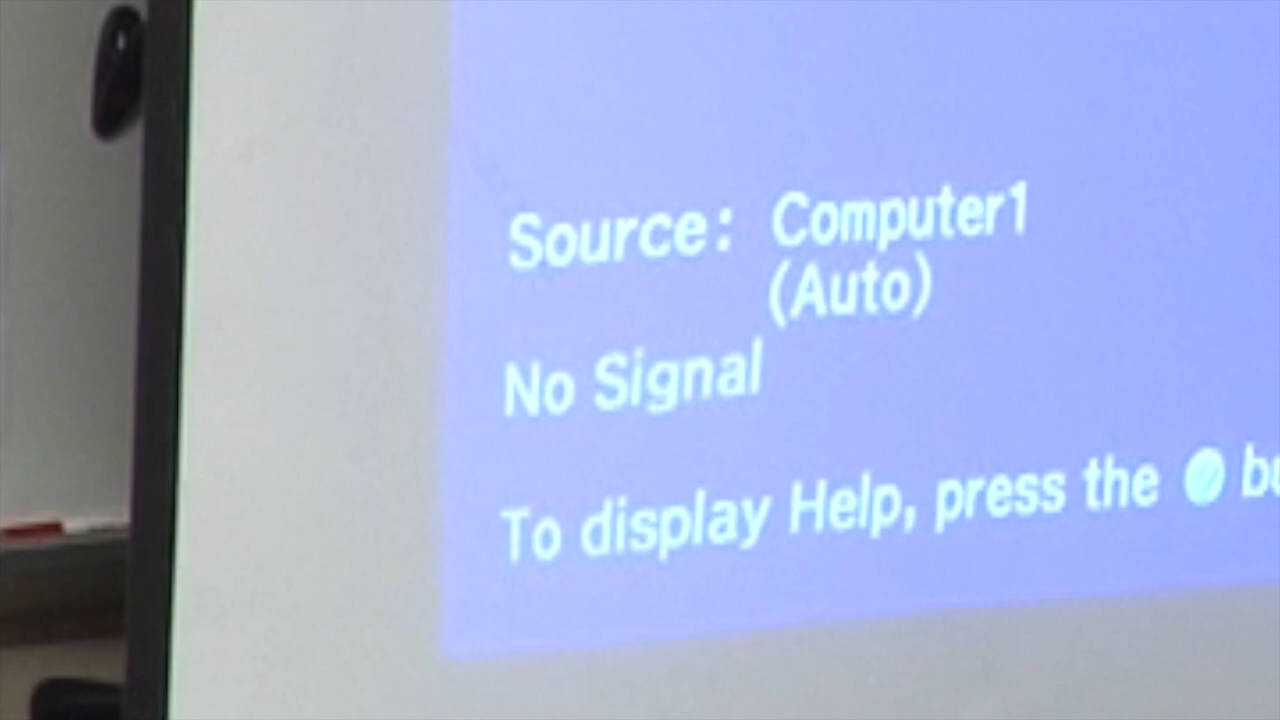 Source: Computer1
(Auto)
No Signal
To display Help, press the